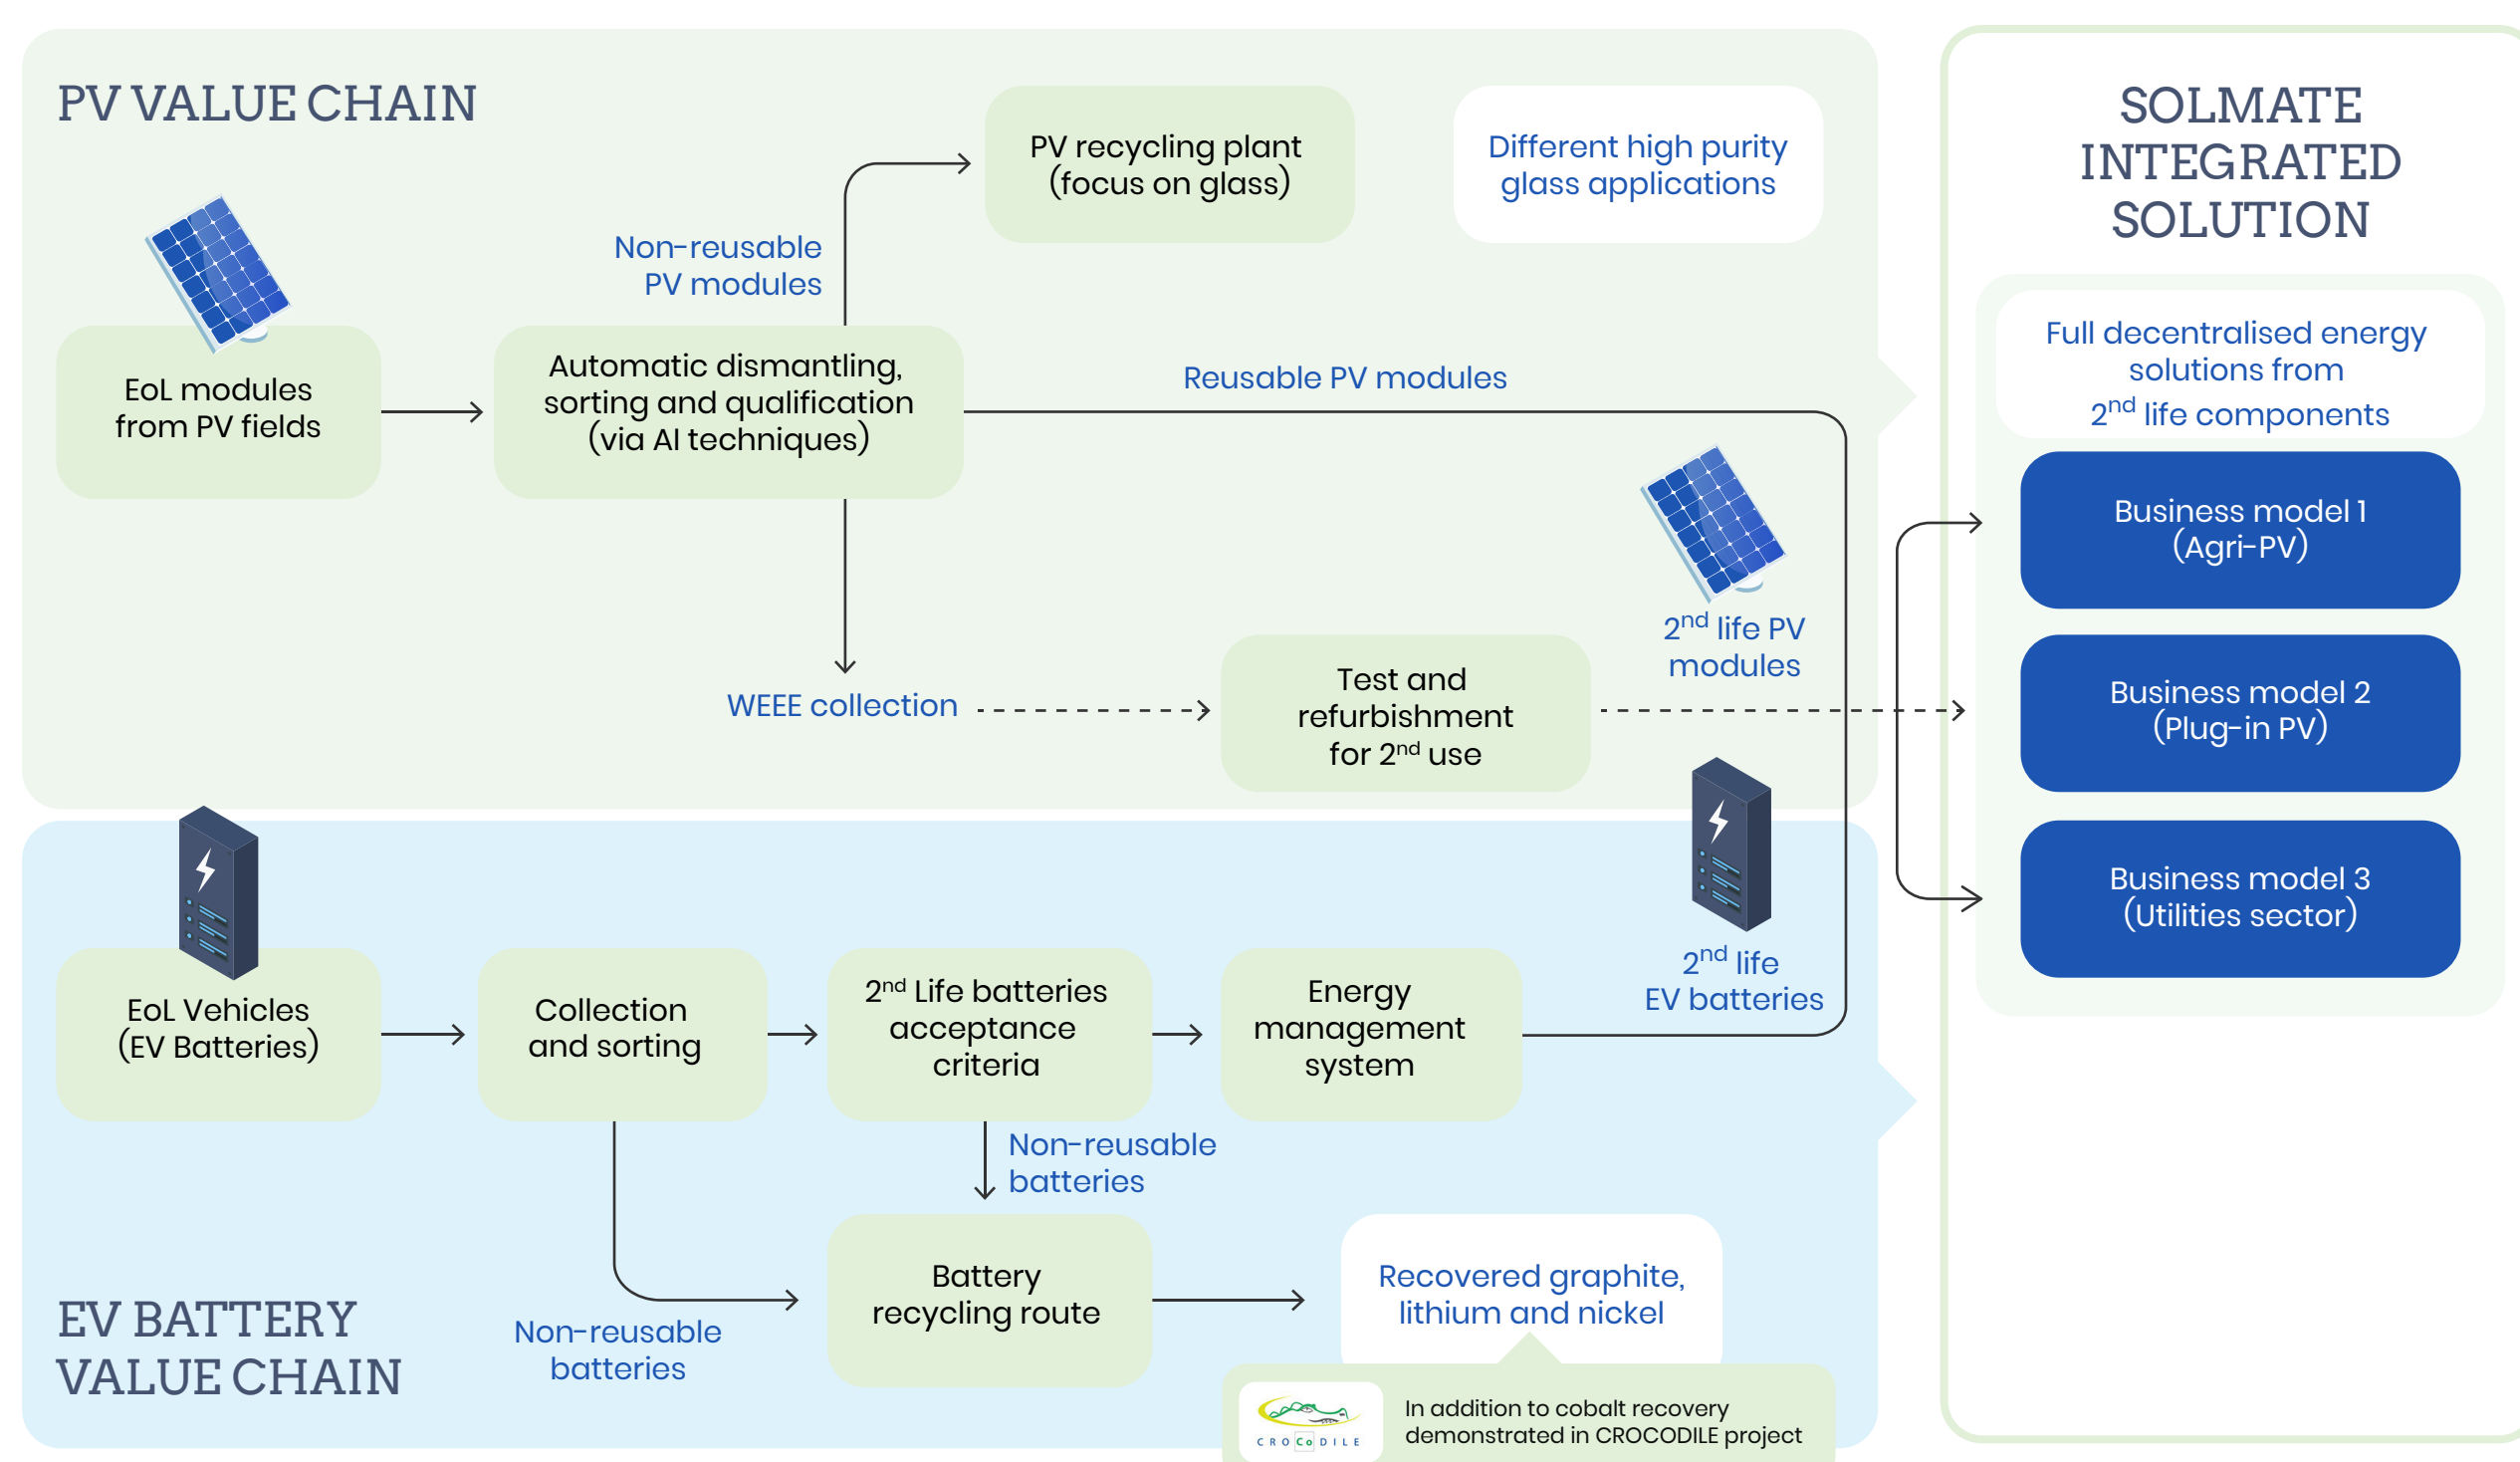 PV VALUE CHAIN
PV recycling plant
(focus on glass)
Different high purity
glass applications
Non-reusable
PV modules
EoL modules
from PV fields
Automatic dismantling,
sorting and qualification
(via AI techniques)
Reusable PV modules
2nd life PV
modules
WEEE collection
Test and
refurbishment
for 2nd use
EoL Vehicles
(EV Batteries)
Collection
and sorting
2nd Life batteries
acceptance
criteria
Energy
management
system
2nd life
EV batteries
Non-reusable
batteries
Non-reusable
batteries
Battery
recycling route
Recovered graphite,
lithium and nickel
EV BATTERY
VALUE CHAIN
CROCoDILE
In addition to cobalt recovery
demonstrated in CROCODILE project
SOLMATE
INTEGRATED
SOLUTION
Full decentralised energy
solutions from
2nd life components
Business model 1
(Agri-PV)
Business model 2
(Plug-in PV)
Business model 3
(Utilities sector)